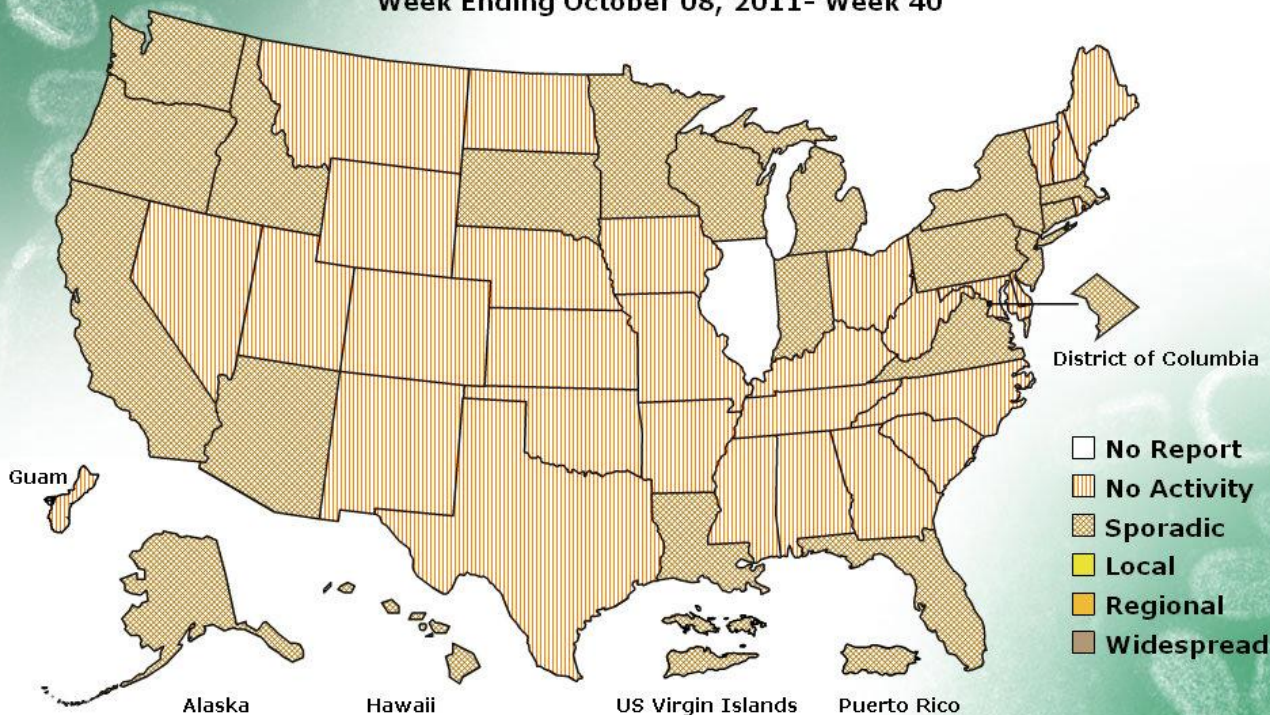 Week Ending October 08, 2011- Week 40
District of Columbia
No Report
No Activity
Sporadic
Local
Regional
Widespread
Guam
Alaska
Hawaii
US Virgin Islands
Puerto Rico